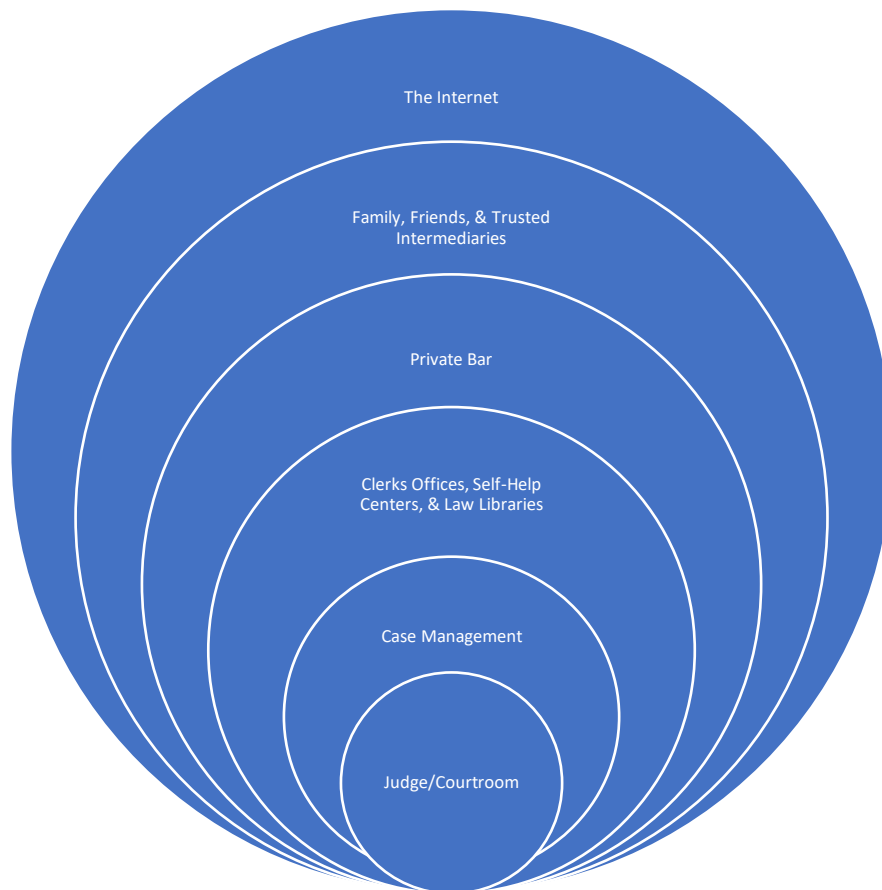 The Internet
Family, Friends, & Trusted
Intermediaries
Private Bar
Clerks Offices, Self-Help
Centers, & Law Libraries
Case Management
Judge/Courtroom